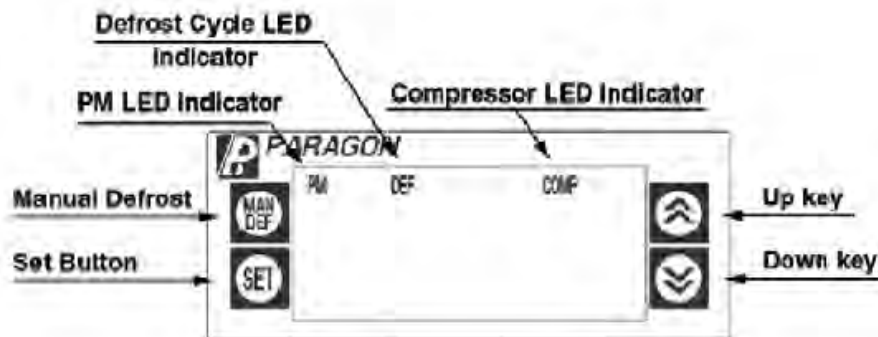 Defrost Cycle LED
indicator
PM LED indicator
Compressor LED Indicator
PARAGON
PM DEF COMP
Manual Defrost
MAN
DEF
Up key
Set Button
SET
Down key